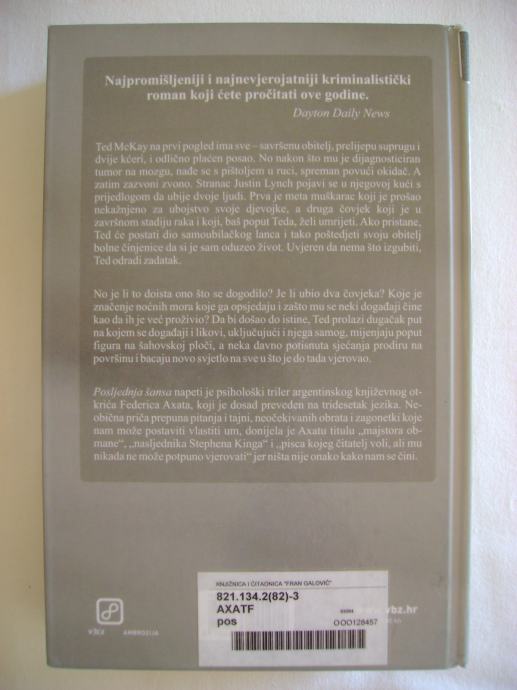 Najpromišljeniji i najnevjerojatniji kriminalistički
roman koji ćete pročitati ove godine.
Dayton Daily News
Ted McKay na prvi pogled ima sve – savršenu obitelj, prelijepu suprugu i
dvije kćeri, i odlično plaćen posao. No nakon što mu je dijagnosticiran
tumor na mozgu, nađe se s pištoljem u ruci, spreman povući okidač. A
zatim zazvoni zvono. Stranac Justin Lynch pojavi se u njegovoj kući s
prijedlogom da ubije dvoje ljudi. Prva je meta muškarac koji je prošao
nekažnjeno za ubojstvo svoje djevojke, a druga čovjek koji je u
završnom stadiju raka i koji, baš poput Teda, želi umrijeti. Ako pristane,
Ted će postati dio samoubilačkog lanca i tako poštedjeti svoju obitelj
bolne činjenice da si je sam oduzeo život. Uvjeren da nema što izgubiti,
Ted odradi zadatak.
No je li to doista ono što se dogodilo? Je li ubio dva čovjeka? Koje je
značenje noćnih mora koje ga opsjedaju i zašto mu se neki događaji čine
kao da ih je već proživio? Da bi došao do istine, Ted prolazi dugačak put
na kojem se događaji i likovi, uključujući i njega samog, mijenjaju poput
figura na šahovskoj ploči, a neka davno potisnuta sjećanja prodiru na
površinu i bacaju novo svjetlo na sve u što je do tada vjerovao.
Posljednja šansa napeti je psihološki triler argentinskog književnog ot-
krića Federica Axata, koji je dosad preveden na tridesetak jezika. Ne-
obična priča prepuna pitanja i tajni, neočekivanih obrata i zagonetki koje
nam može postaviti vlastiti um, donijela je Axatu titulu „majstora ob-
mane“, „nasljednika Stephena Kinga“ i „pisca kojeg čitatelj voli, ali mu
nikada ne može potpuno vjerovati“ jer ništa nije onako kako nam se čini.
KNJIŽNICA I ČITAONICA "FRAN GALOVIĆ"
821.134.2(82)-3
AXATF
pos
OOO128457
vbz.hr
V|B|Z
AMBROZIJA